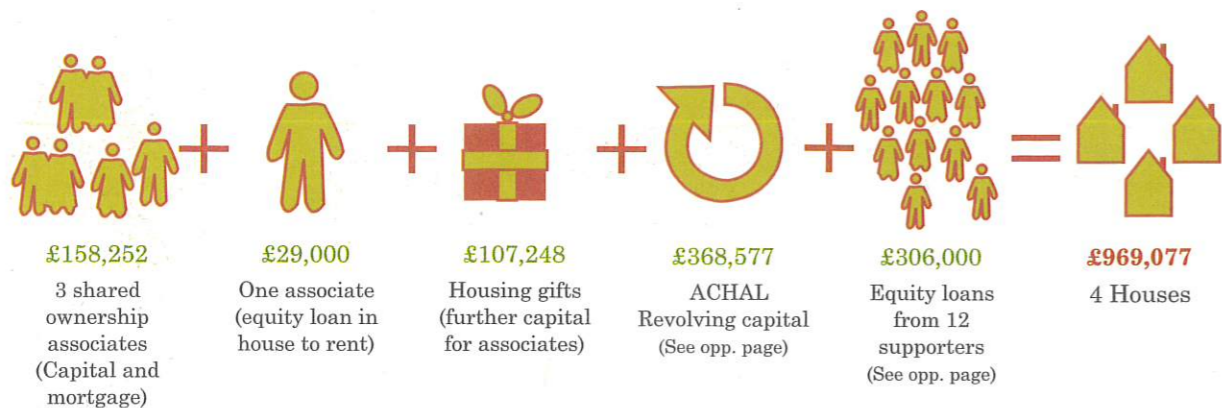 £158,252
3 shared
ownership
associates
(Capital and
mortgage)
£29,000
One associate
(equity loan in
house to rent)
£107,248
Housing gifts
(further capital
for associates)
£368,577
ACHAL
Revolving capital
(See opp. page)
£306,000
Equity loans
from 12
supporters
(See opp. page)
£969,077
4 Houses